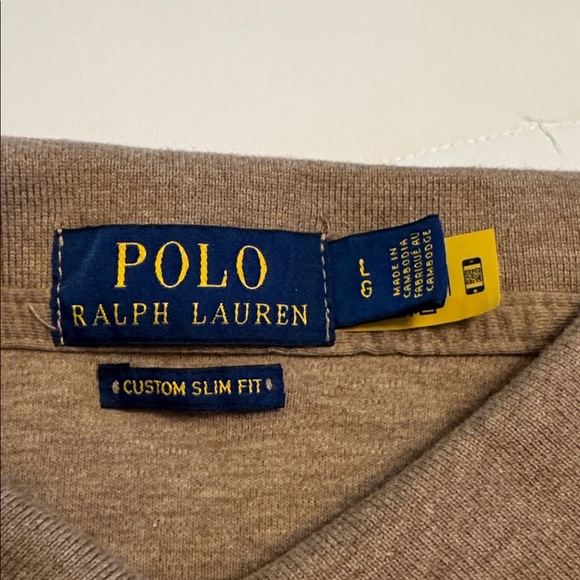 POLO
RALPH LAUREN
L
G
MADE IN
CAMBODIA
FABRIQUÉ AU
CAMBODGE
CUSTOM SLIM FIT